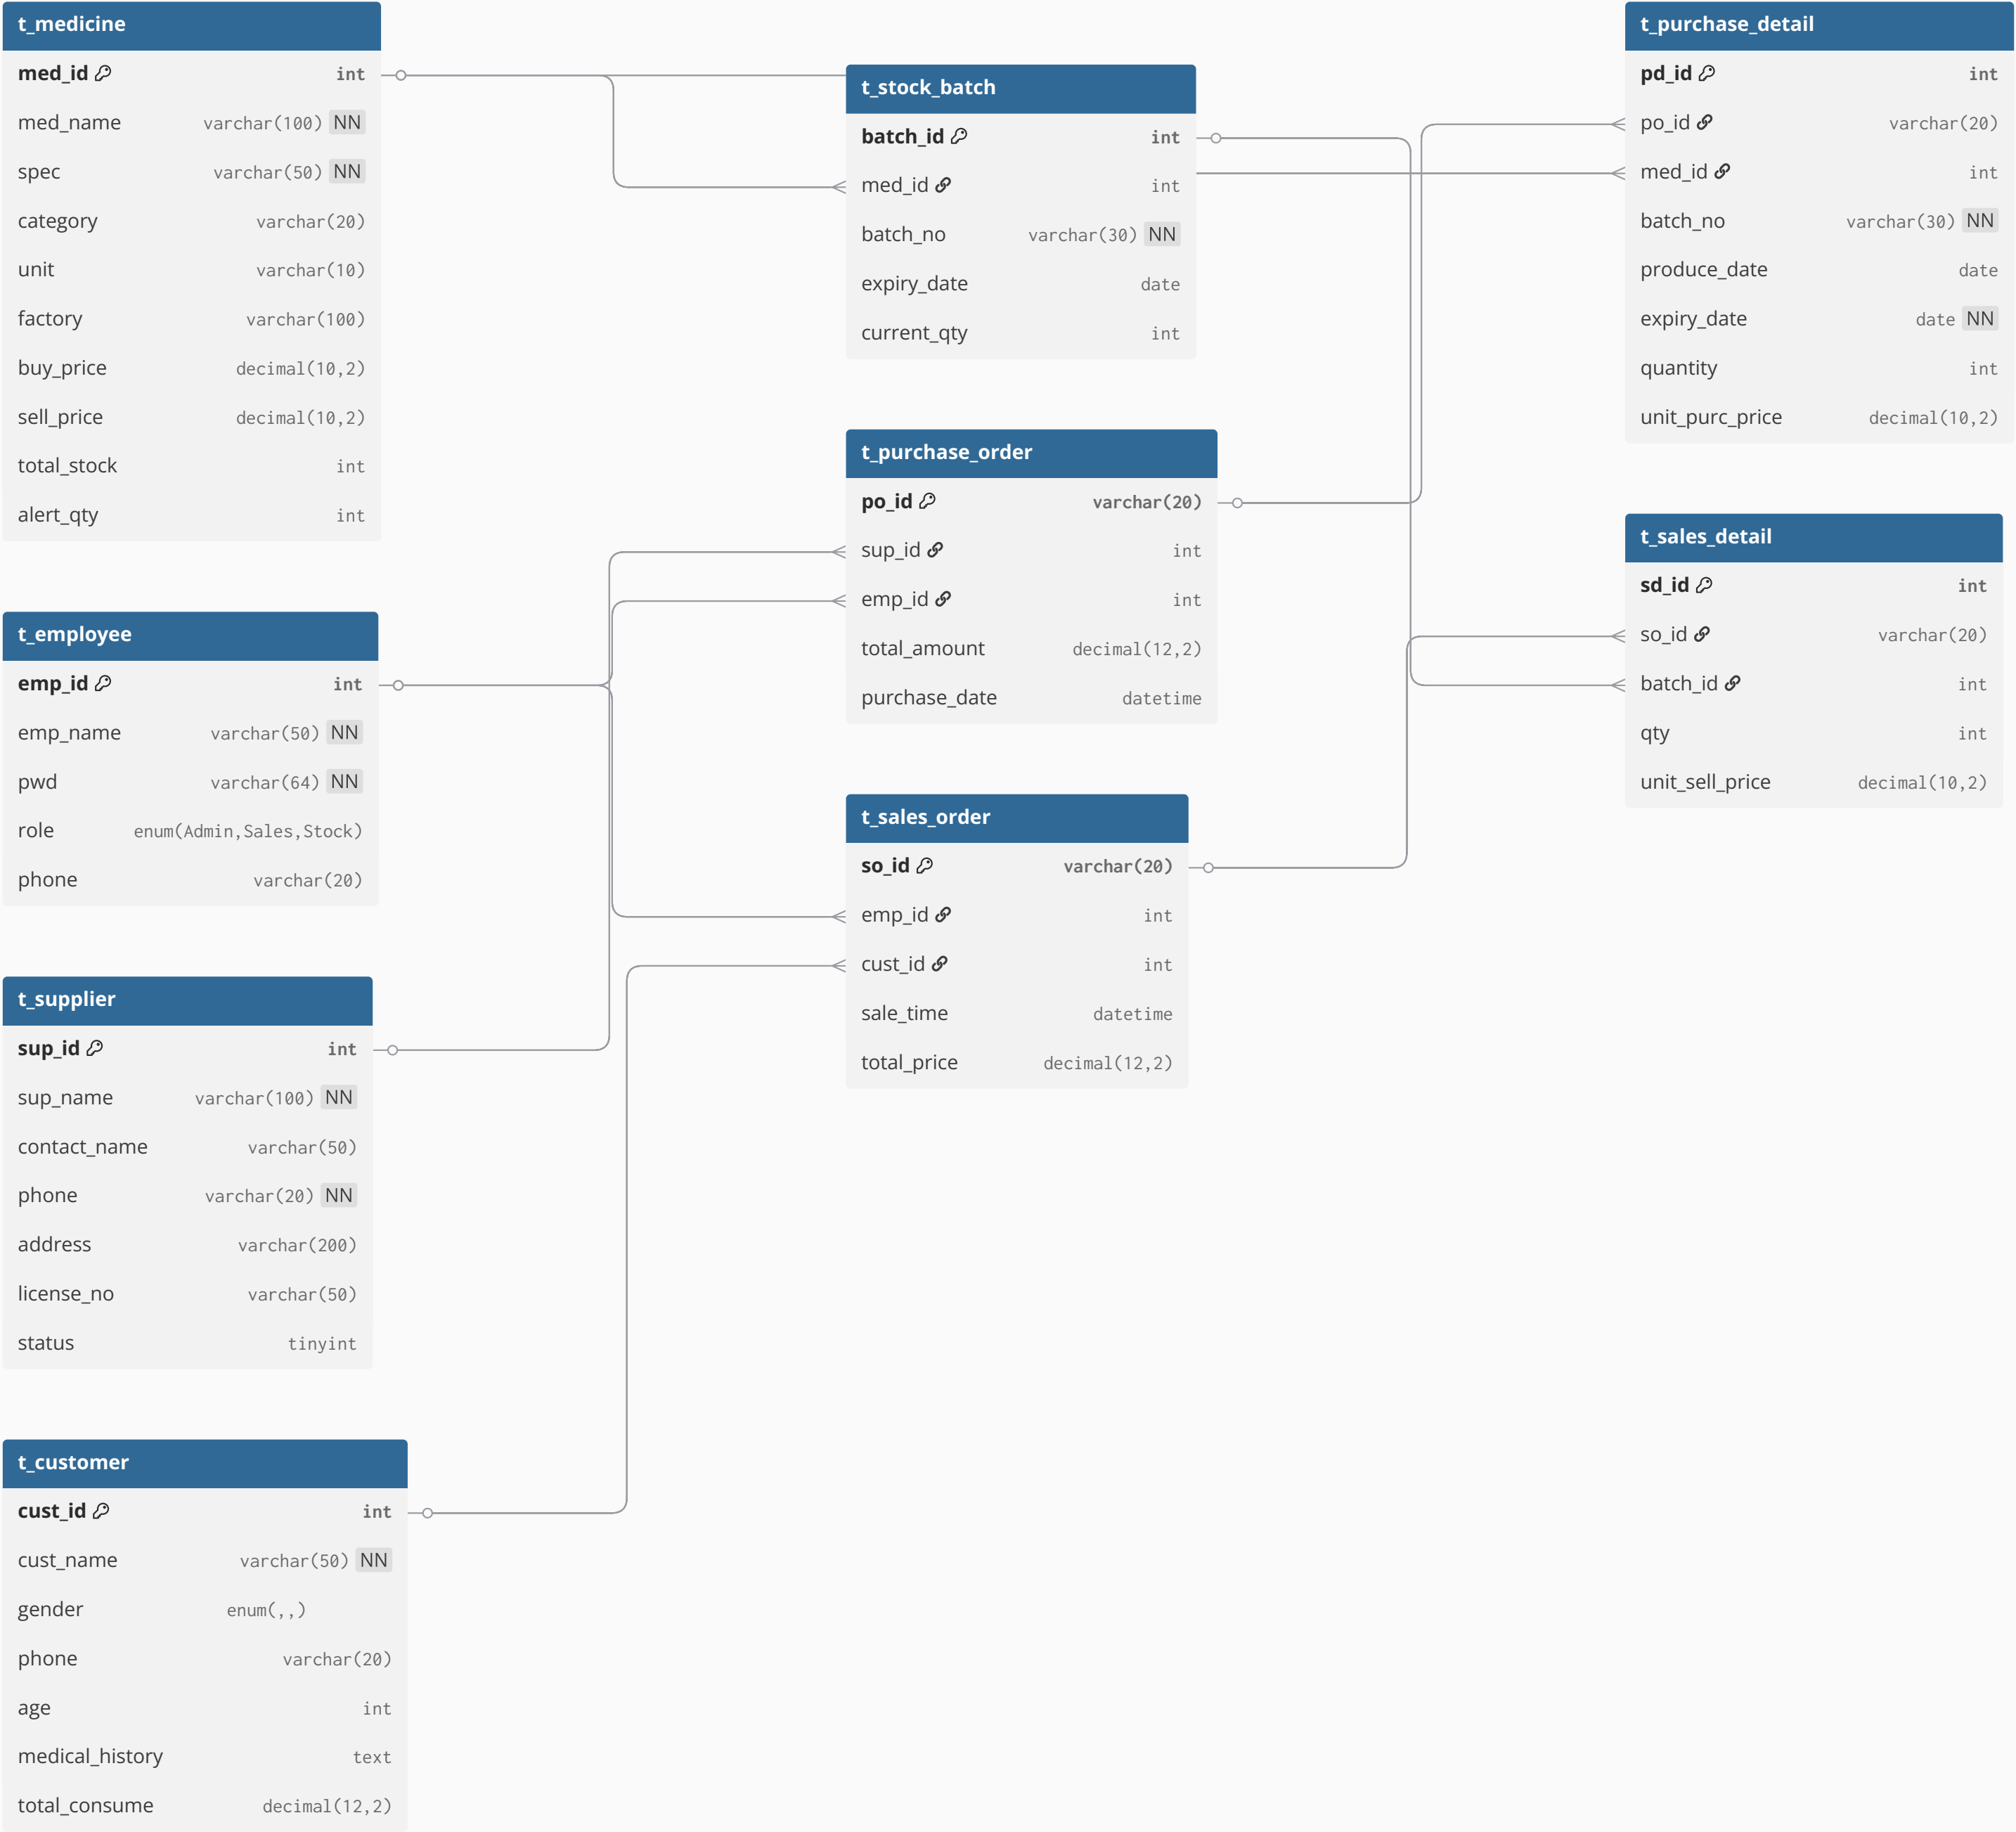 t_medicine
med_id int
med_name varchar(100) NN
spec varchar(50) NN
category varchar(20)
unit varchar(10)
factory varchar(100)
buy_price decimal(10,2)
sell_price decimal(10,2)
total_stock int
alert_qty int
t_employee
emp_id int
emp_name varchar(50) NN
pwd varchar(64) NN
role enum(Admin,Sales,Stock)
phone varchar(20)
t_supplier
sup_id int
sup_name varchar(100) NN
contact_name varchar(50)
phone varchar(20) NN
address varchar(200)
license_no varchar(50)
status tinyint
t_customer
cust_id int
cust_name varchar(50) NN
gender enum(,,)
phone varchar(20)
age int
medical_history text
total_consume decimal(12,2)
t_stock_batch
batch_id int
med_id int
batch_no varchar(30) NN
expiry_date date
current_qty int
t_purchase_order
po_id varchar(20)
sup_id int
emp_id int
total_amount decimal(12,2)
purchase_date datetime
t_sales_order
so_id varchar(20)
emp_id int
cust_id int
sale_time datetime
total_price decimal(12,2)
t_purchase_detail
pd_id int
po_id varchar(20)
med_id int
batch_no varchar(30) NN
produce_date date
expiry_date date NN
quantity int
unit_purc_price decimal(10,2)
t_sales_detail
sd_id int
so_id varchar(20)
batch_id int
qty int
unit_sell_price decimal(10,2)